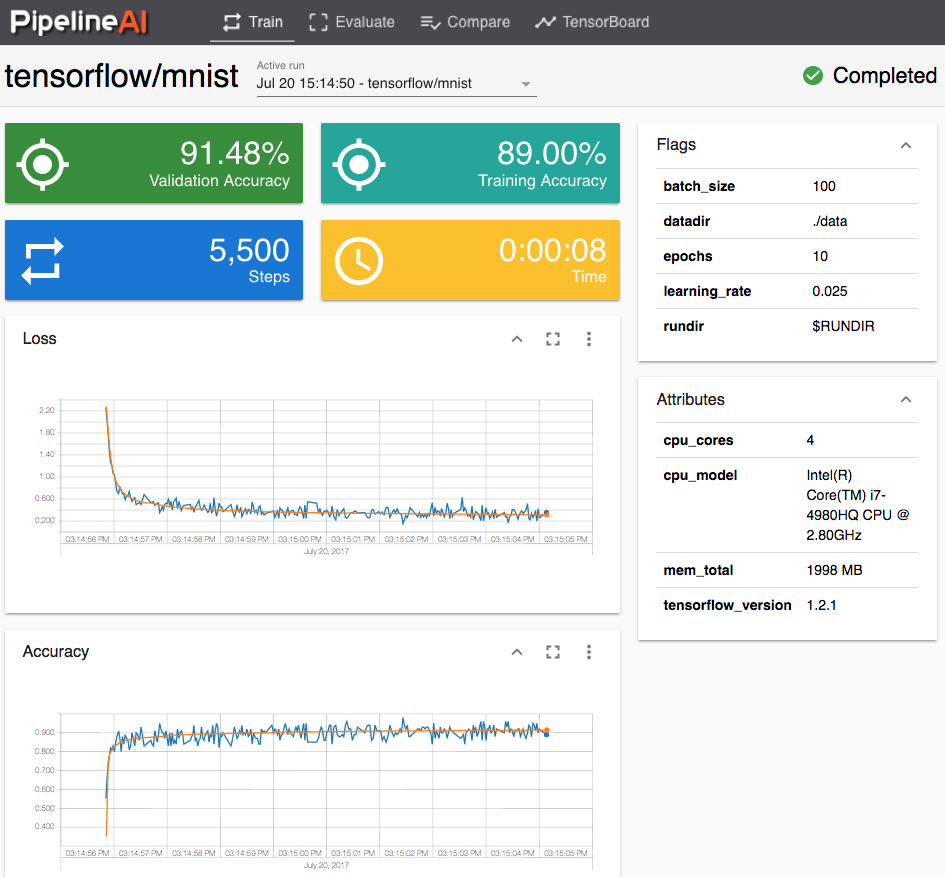 PipelineAI
Train
Evaluate
Compare
TensorBoard
tensorflow/mnist
Active run
Jul 20 15:14:50 - tensorflow/mnist
Completed
91.48%
Validation Accuracy
89.00%
Training Accuracy
5,500
Steps
0:00:08
Time
Loss
2.20
1.80
1.40
1.00
0.600
0.200
03:14:56 PM 03:14:57 PM 03:14:58 PM 03:14:59 PM 03:15:00 PM 03:15:01 PM 03:15:02 PM 03:15:03 PM 03:15:04 PM 03:15:05 PM
July 20, 2017
Accuracy
0.900
0.800
0.700
0.600
0.500
0.400
03:14:56 PM 03:14:57 PM 03:14:58 PM 03:14:59 PM 03:15:00 PM 03:15:01 PM 03:15:02 PM 03:15:03 PM 03:15:04 PM 03:15:05 PM
July 20, 2017
Flags
batch_size 100
datadir ./data
epochs 10
learning_rate 0.025
rundir $RUNDIR
Attributes
cpu_cores 4
cpu_model Intel(R)
Core(TM) i7-
4980HQ CPU @
2.80GHz
mem_total 1998 MB
tensorflow_version 1.2.1